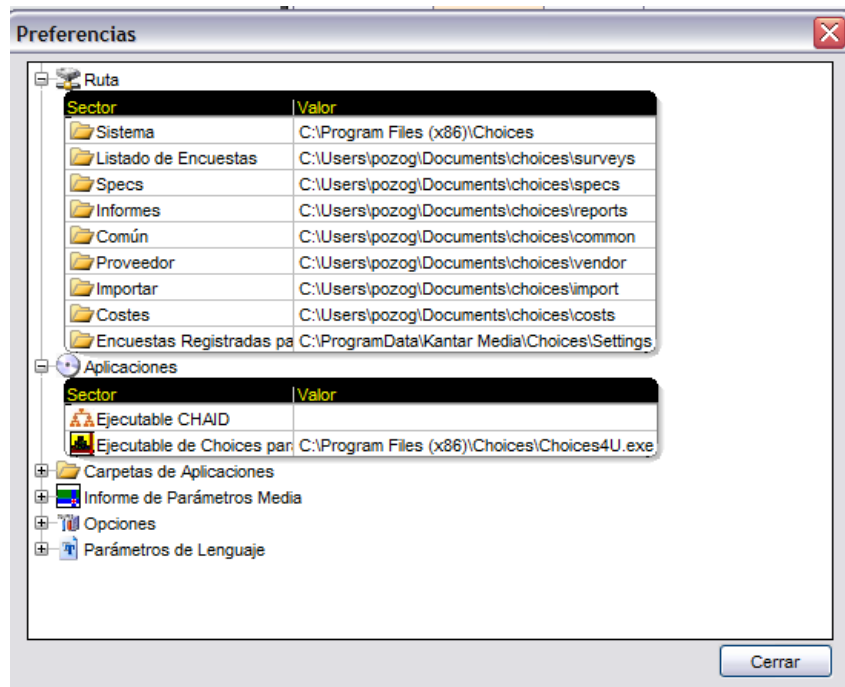 Preferencias
Ruta
Sector Valor
Sistema C:\Program Files (x86)\Choices
Listado de Encuestas C:\Users\pozog\Documents\choices\surveys
Specs C:\Users\pozog\Documents\choices\specs
Informes C:\Users\pozog\Documents\choices\reports
Común C:\Users\pozog\Documents\choices\common
Proveedor C:\Users\pozog\Documents\choices\vendor
Importar C:\Users\pozog\Documents\choices\import
Costes C:\Users\pozog\Documents\choices\costs
Encuestas Registradas pa C:\ProgramData\Kantar Media\Choices\Settings
Aplicaciones
Sector Valor
Ejecutable CHAID
Ejecutable de Choices par C:\Program Files (x86)\Choices\Choices4U.exe
Carpetas de Aplicaciones
Informe de Parámetros Media
Opciones
Parámetros de Lenguaje
Cerrar